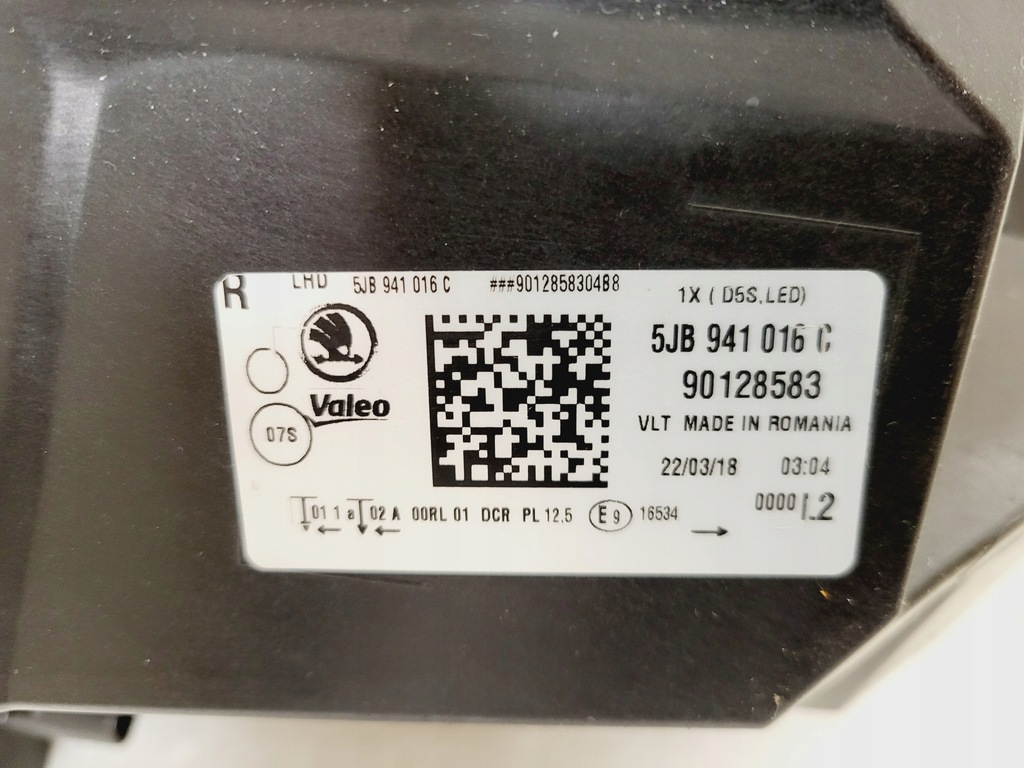 R LHD 5JB 941 016 C ###9012858304B8
1X ( D5S,LED)
5JB 941 016 C
90128583
Valeo
07S
VLT MADE IN ROMANIA
22/03/18 03:04
0000 L2
01 1 a 02 A 00RL 01 DCR PL 12,5 E 9 16534